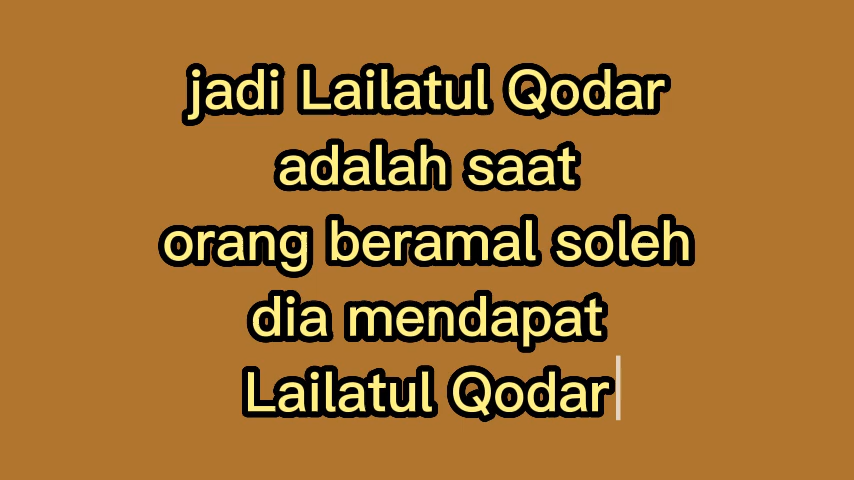 jadi Lailatul Qodar
adalah saat
orang beramal soleh
dia mendapat
Lailatul Qodar